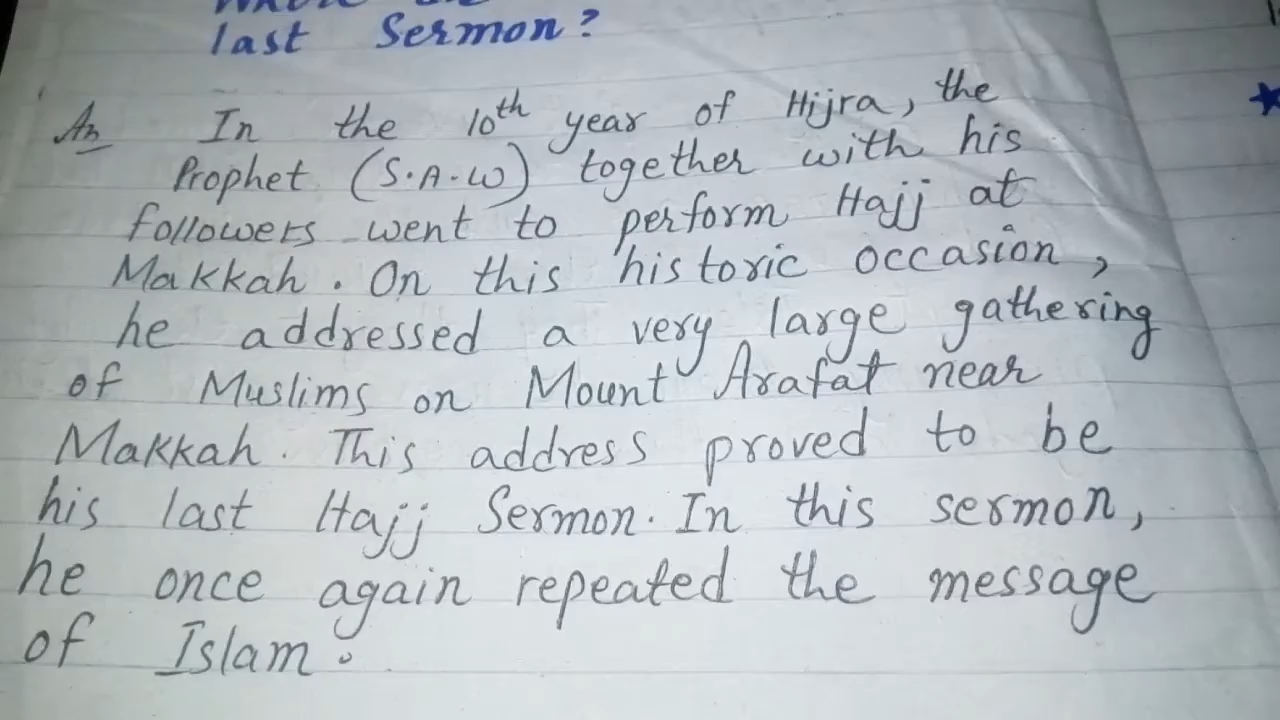 last Sermon?
An In the 10th year of Hijra, the
Prophet (S.A.W) together with his
followers went to perform Hajj at
Makkah. On this historic occasion,
he addressed a very large gathering
of Muslims on Mount Arafat near
Makkah. This address proved to be
his last Hajj Sermon. In this sermon,
he once again repeated the message
of Islam.